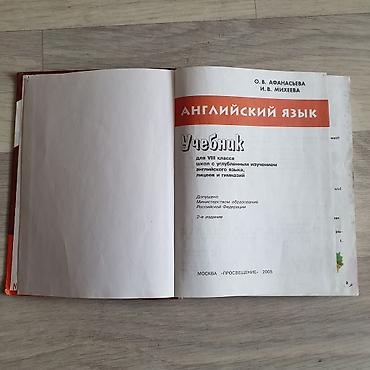 О. В. АФАНАСЬЕВА
И. В. МИХЕЕВА
АНГЛИЙСКИЙ ЯЗЫК
Учебник
для VIII класса
школ с углубленным изучением
английского языка,
лицеев и гимназий
Допущено
Министерством образования
Российской Федерации
2-е издание
МОСКВА «ПРОСВЕЩЕНИЕ» 2005